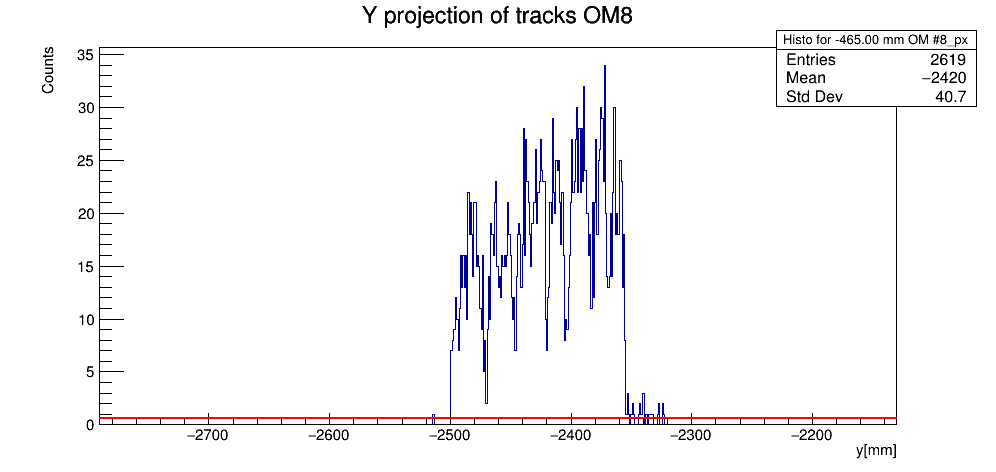 Y projection of tracks OM8
Histo for -465.00 mm OM #8_px
Entries 2619
Mean −2420
Std Dev 40.7
Counts
35
30
25
20
15
10
5
0
−2700 −2600 −2500 −2400 −2300 −2200
y[mm]